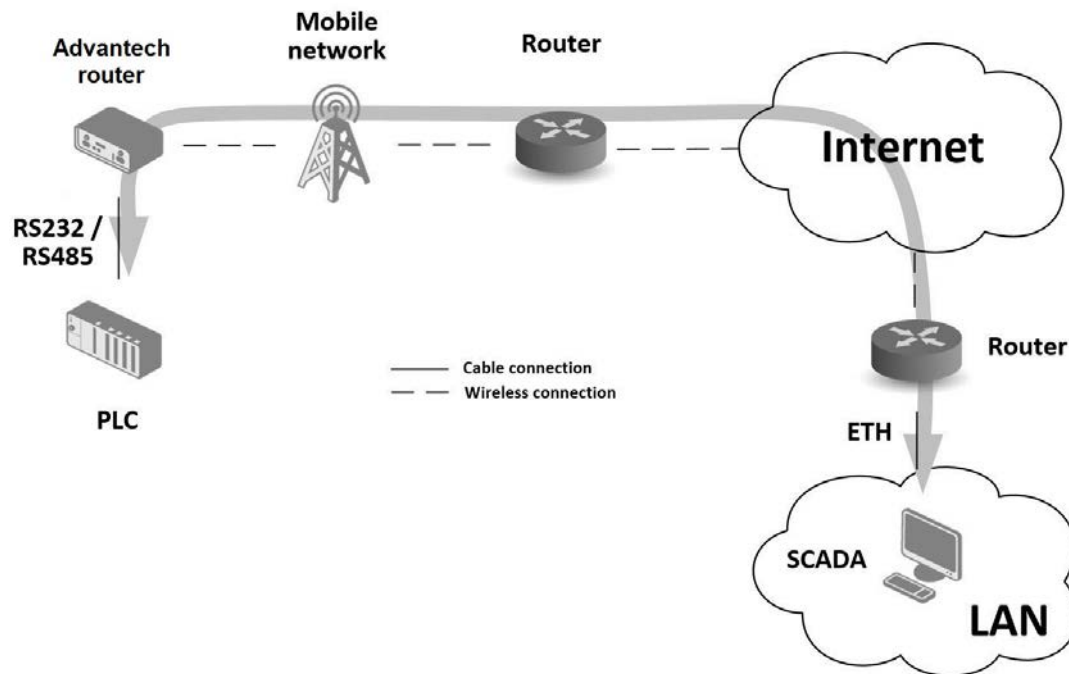 Advantech
router
Mobile
network
Router
Internet
RS232 /
RS485
PLC
Cable connection
Wireless connection
Router
ETH
SCADA
LAN